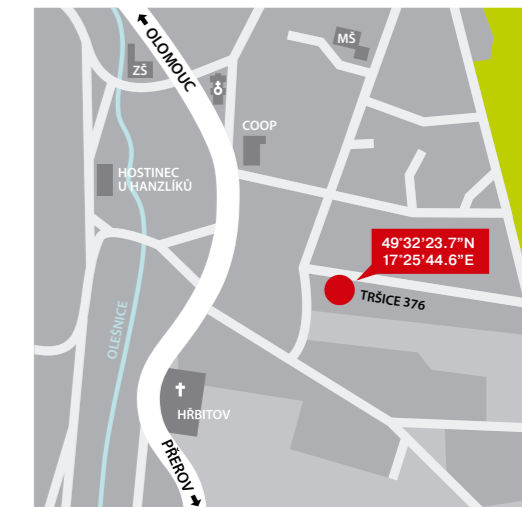 OLOMOUC
MŠ
ZŠ
COOP
HOSTINEC
U HANZLÍKŮ
49°32'23.7"N
17°25'44.6"E
TRŠICE 376
OLEŠNICE
HŘBITOV
PŘEROV